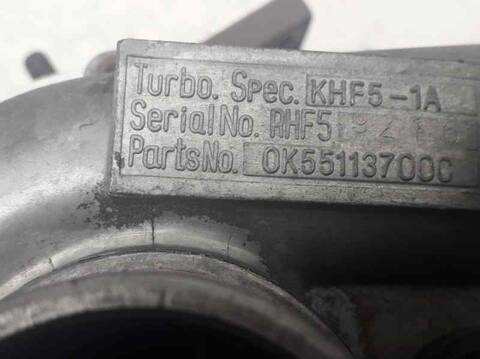 Turbo. Spec. KHF5-1A
Serial No. RHF5
Parts No. 0K55113700C